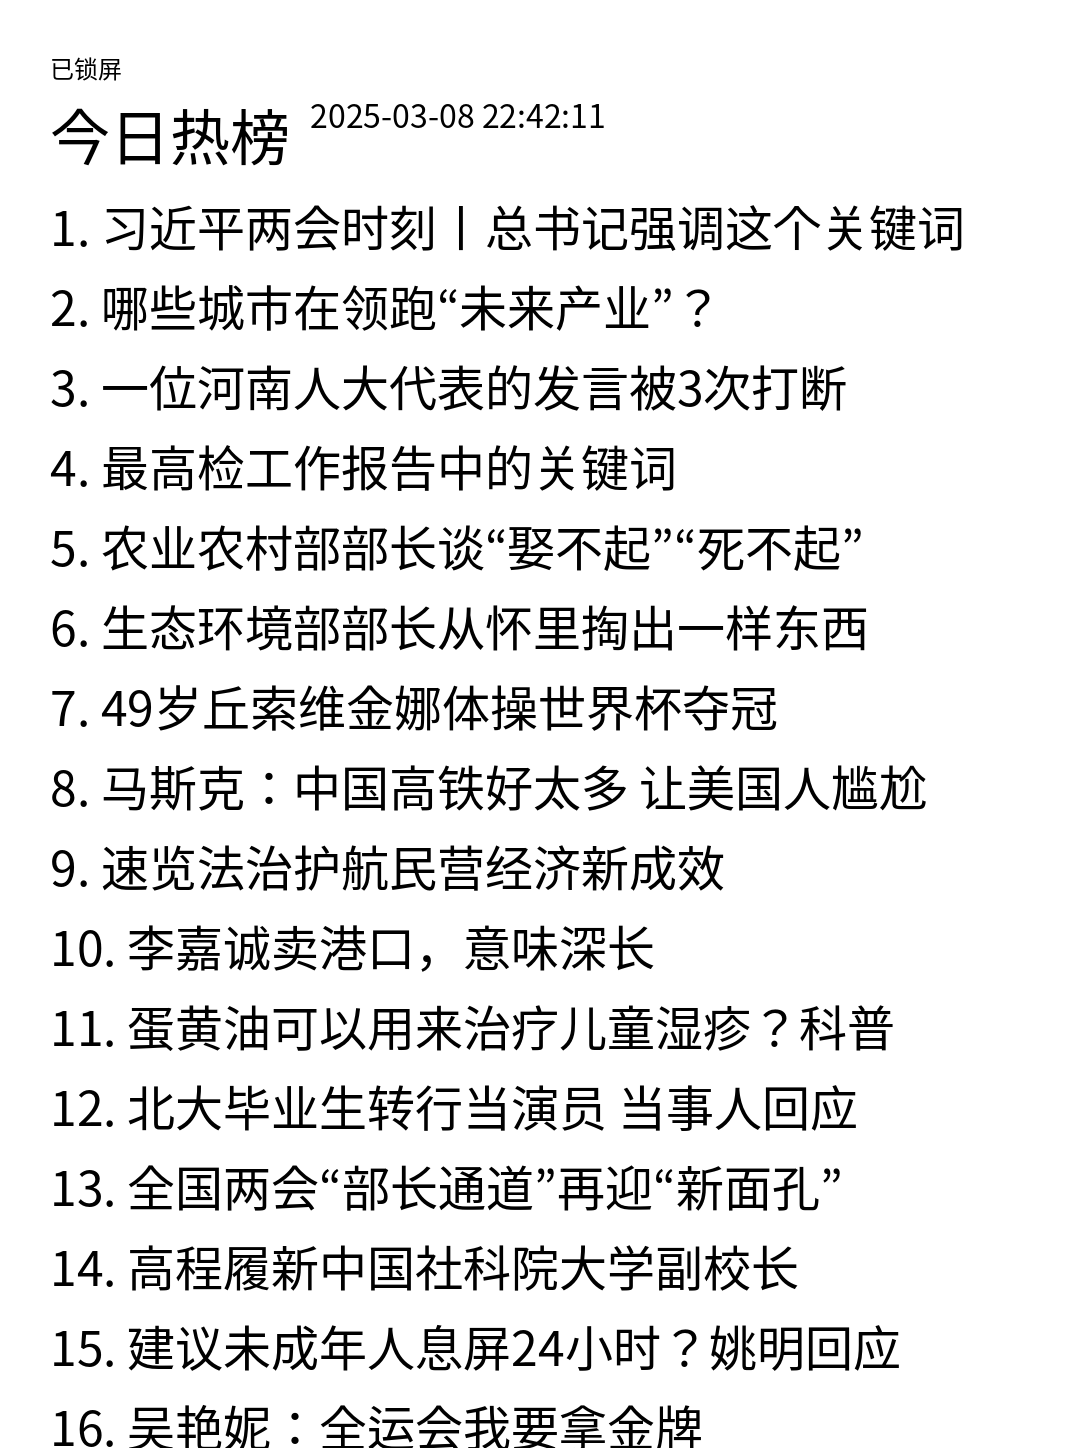 已锁屏
今日热榜 2025-03-08 22:42:11
1. 习近平两会时刻丨总书记强调这个关键词
2. 哪些城市在领跑“未来产业”？
3. 一位河南人大代表的发言被3次打断
4. 最高检工作报告中的关键词
5. 农业农村部部长谈“娶不起”“死不起”
6. 生态环境部部长从怀里掏出一样东西
7. 49岁丘索维金娜体操世界杯夺冠
8. 马斯克：中国高铁好太多 让美国人尴尬
9. 速览法治护航民营经济新成效
10. 李嘉诚卖港口，意味深长
11. 蛋黄油可以用来治疗儿童湿疹？科普
12. 北大毕业生转行当演员 当事人回应
13. 全国两会“部长通道”再迎“新面孔”
14. 高程履新中国社科院大学副校长
15. 建议未成年人息屏24小时？姚明回应
16. 吴艳妮：全运会我要拿金牌